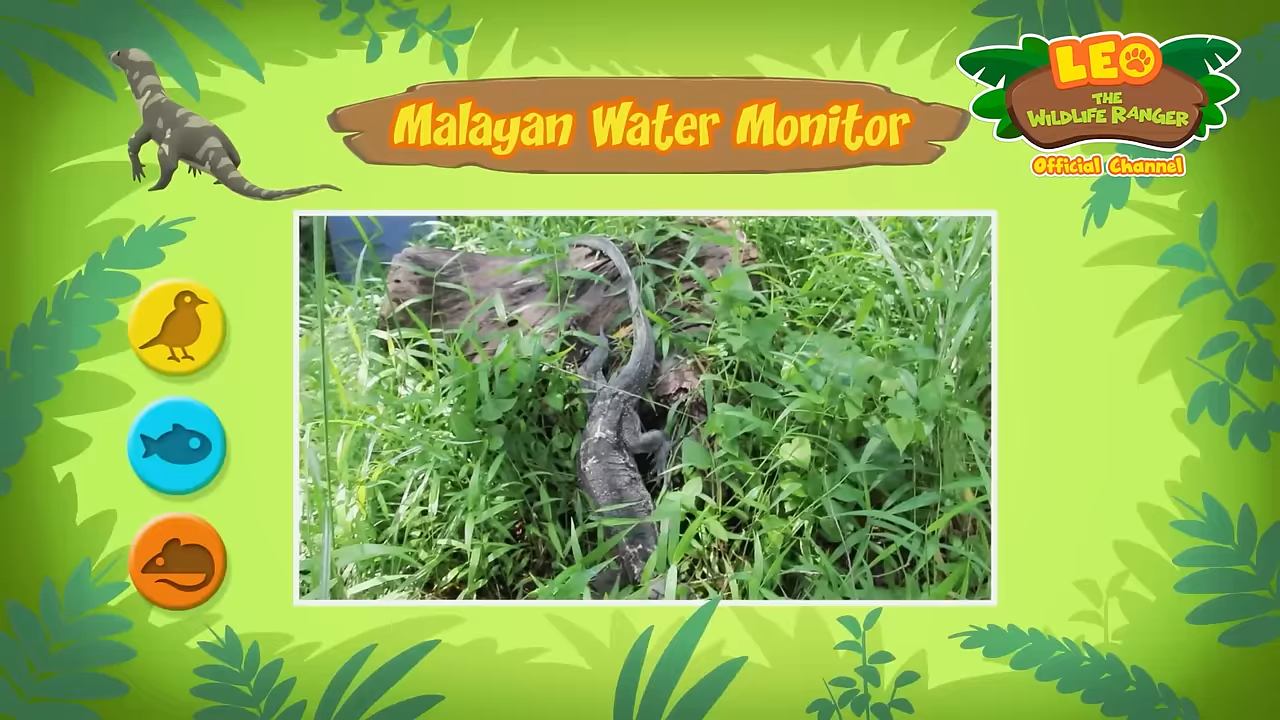 Malayan Water Monitor
LEO
THE
WILDLIFE RANGER
Official Channel